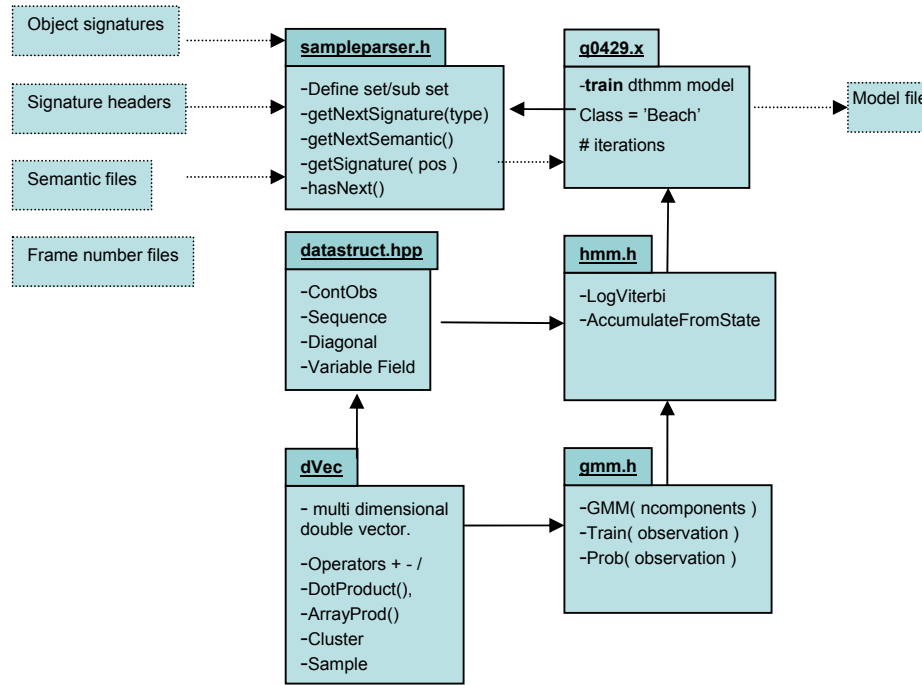 Object signatures
Signature headers
Semantic files
Frame number files
sampleparser.h
-Define set/sub set
-getNextSignature(type)
-getNextSemantic()
-getSignature( pos )
-hasNext()
q0429.x
-train dthmm model
Class = 'Beach'
# iterations
Model file
datastruct.hpp
-ContObs
-Sequence
-Diagonal
-Variable Field
hmm.h
-LogViterbi
-AccumulateFromState
dVec
- multi dimensional
double vector.
-Operators + - /
-DotProduct(),
-ArrayProd()
-Cluster
-Sample
gmm.h
-GMM( ncomponents )
-Train( observation )
-Prob( observation )